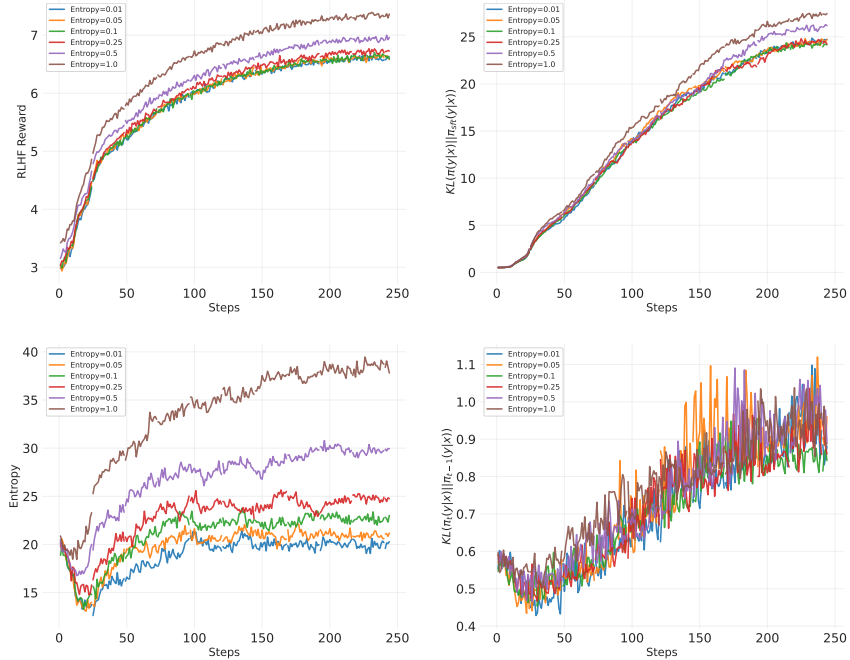 Entropy=0.01
Entropy=0.05
Entropy=0.1
Entropy=0.25
Entropy=0.5
Entropy=1.0
RLHF Reward
7
6
5
4
3
0
50
100
150
200
250
Steps
Entropy=0.01
Entropy=0.05
Entropy=0.1
Entropy=0.25
Entropy=0.5
Entropy=1.0
KL(π(y|x)||π_sft(y|x))
25
20
15
10
5
0
0
50
100
150
200
250
Steps
Entropy=0.01
Entropy=0.05
Entropy=0.1
Entropy=0.25
Entropy=0.5
Entropy=1.0
Entropy
40
35
30
25
20
15
0
50
100
150
200
250
Steps
Entropy=0.01
Entropy=0.05
Entropy=0.1
Entropy=0.25
Entropy=0.5
Entropy=1.0
KL(π_t(y|x)||π_{t−1}(y|x))
1.1
1.0
0.9
0.8
0.7
0.6
0.5
0.4
0
50
100
150
200
250
Steps